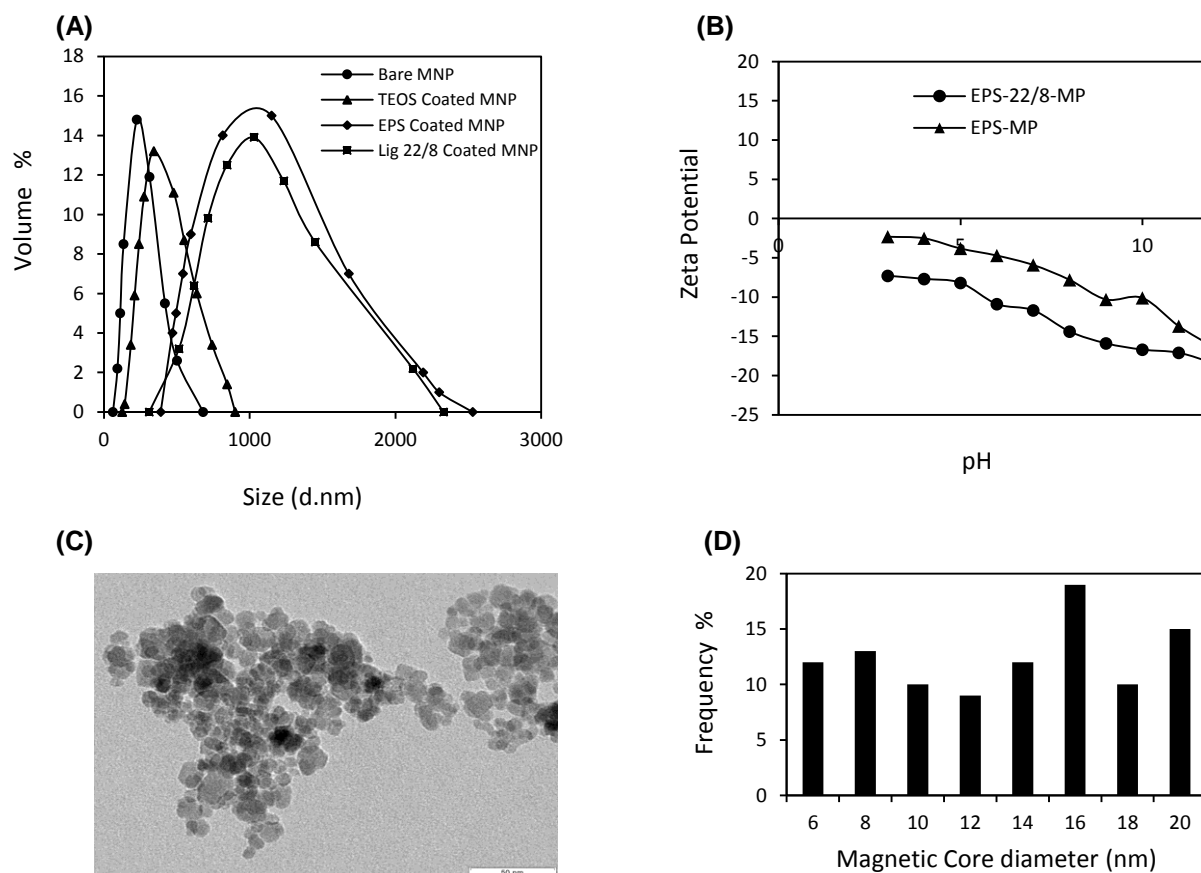 (A)
Volume %
18
16
14
12
10
8
6
4
2
0
0 1000 2000 3000
Size (d.nm)
Bare MNP
TEOS Coated MNP
EPS Coated MNP
Lig 22/8 Coated MNP
(B)
Zeta Potential
20
15
10
5
0
-5
-10
-15
-20
-25
0 5 10
pH
EPS-22/8-MP
EPS-MP
(C)
(D)
Frequency %
20
15
10
5
0
6 8 10 12 14 16 18 20
Magnetic Core diameter (nm)